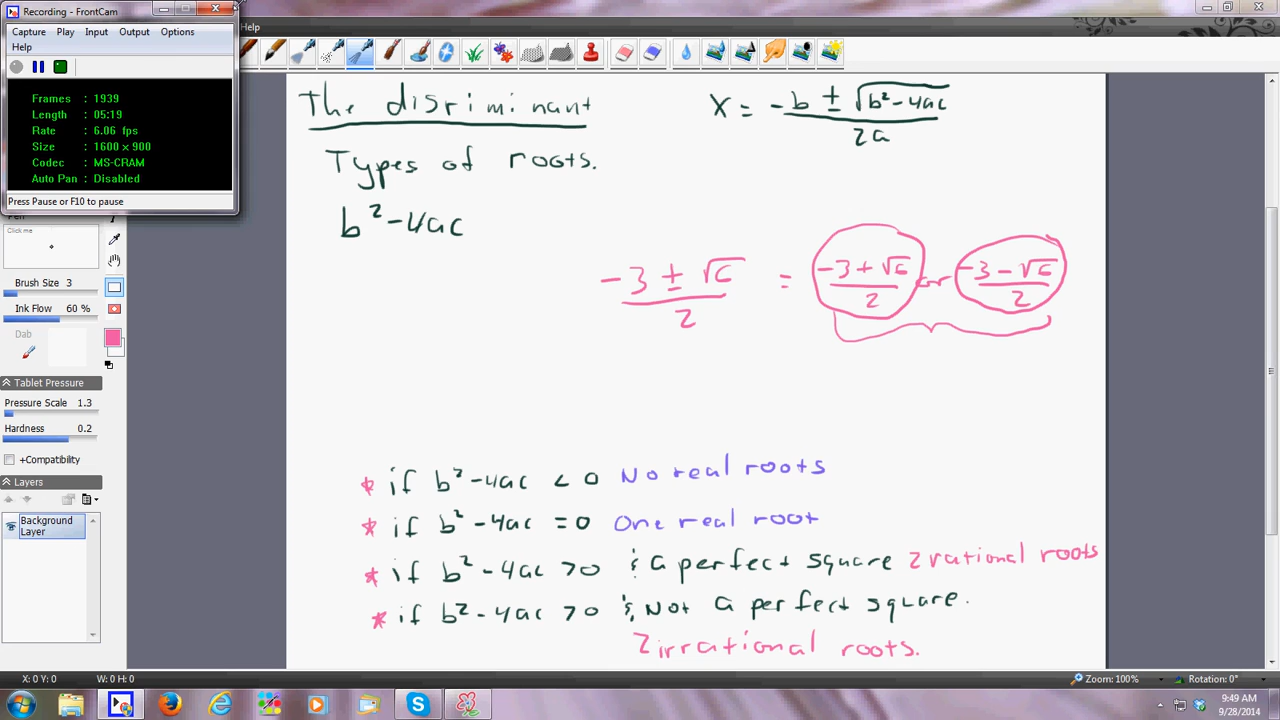 Recording - FrontCam
Capture Play Input Output Options
Help
Help
Frames : 1939
Length : 05:19
Rate : 6.06 fps
Size : 1600 x 900
Codec : MS-CRAM
Auto Pan : Disabled
Press Pause or F10 to pause
Click me
Brush Size 3
Ink Flow 60 %
Dab
Tablet Pressure
Pressure Scale 1.3
Hardness 0.2
+Compatibility
Layers
Background
Layer
The disriminant
x = -b ± √b²-4ac
2a
Types of roots.
b²-4ac
-3 ± √6 = -3+√6 or -3-√6
2 2 2
* if b²-4ac < 0 No real roots
* if b²-4ac = 0 One real root
* if b²-4ac >0 & a perfect square 2 rational roots
* if b²-4ac >0 & Not a perfect square.
2 irrational roots.
X: 0 Y: 0 W: 0 H: 0
Zoom: 100% Rotation: 0°
9:49 AM
9/28/2014